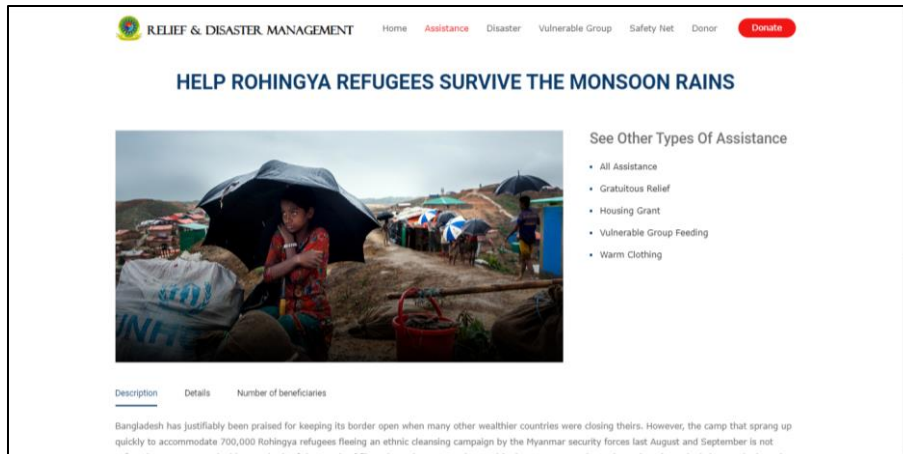 RELIEF & DISASTER MANAGEMENT
Home Assistance Disaster Vulnerable Group Safety Net Donor Donate
HELP ROHINGYA REFUGEES SURVIVE THE MONSOON RAINS
See Other Types Of Assistance
All Assistance
Gratuitous Relief
Housing Grant
Vulnerable Group Feeding
Warm Clothing
UNH
Description Details Number of beneficiaries
Bangladesh has justifiably been praised for keeping its border open when many other wealthier countries were closing theirs. However, the camp that sprang up
quickly to accommodate 700,000 Rohingya refugees fleeing an ethnic cleansing campaign by the Myanmar security forces last August and September is not